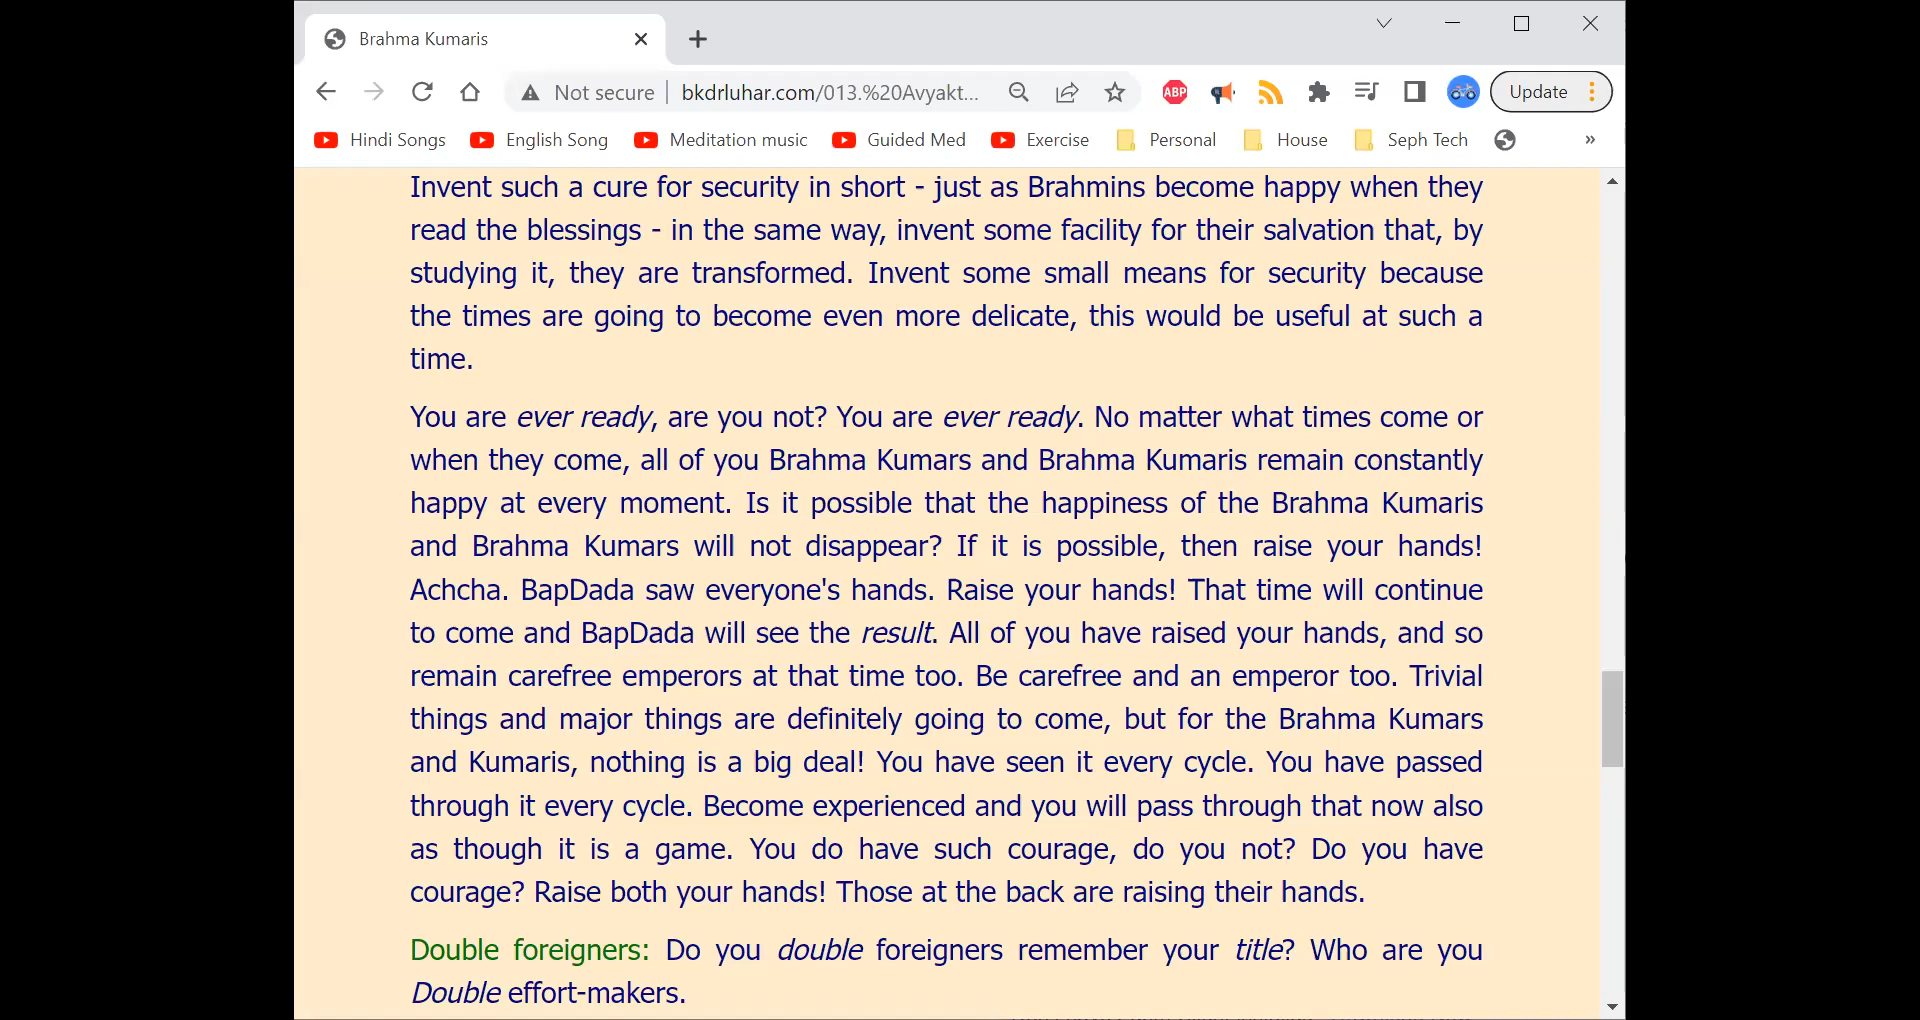 Brahma Kumaris
Not secure
bkdrluhar.com/013.%20Avyakt...
ABP
Update
Hindi Songs
English Song
Meditation music
Guided Med
Exercise
Personal
House
Seph Tech
»
Invent such a cure for security in short - just as Brahmins become happy when they
read the blessings - in the same way, invent some facility for their salvation that, by
studying it, they are transformed. Invent some small means for security because
the times are going to become even more delicate, this would be useful at such a
time.
You are ever ready, are you not? You are ever ready. No matter what times come or
when they come, all of you Brahma Kumars and Brahma Kumaris remain constantly
happy at every moment. Is it possible that the happiness of the Brahma Kumaris
and Brahma Kumars will not disappear? If it is possible, then raise your hands!
Achcha. BapDada saw everyone's hands. Raise your hands! That time will continue
to come and BapDada will see the result. All of you have raised your hands, and so
remain carefree emperors at that time too. Be carefree and an emperor too. Trivial
things and major things are definitely going to come, but for the Brahma Kumars
and Kumaris, nothing is a big deal! You have seen it every cycle. You have passed
through it every cycle. Become experienced and you will pass through that now also
as though it is a game. You do have such courage, do you not? Do you have
courage? Raise both your hands! Those at the back are raising their hands.
Double foreigners: Do you double foreigners remember your title? Who are you
Double effort-makers.